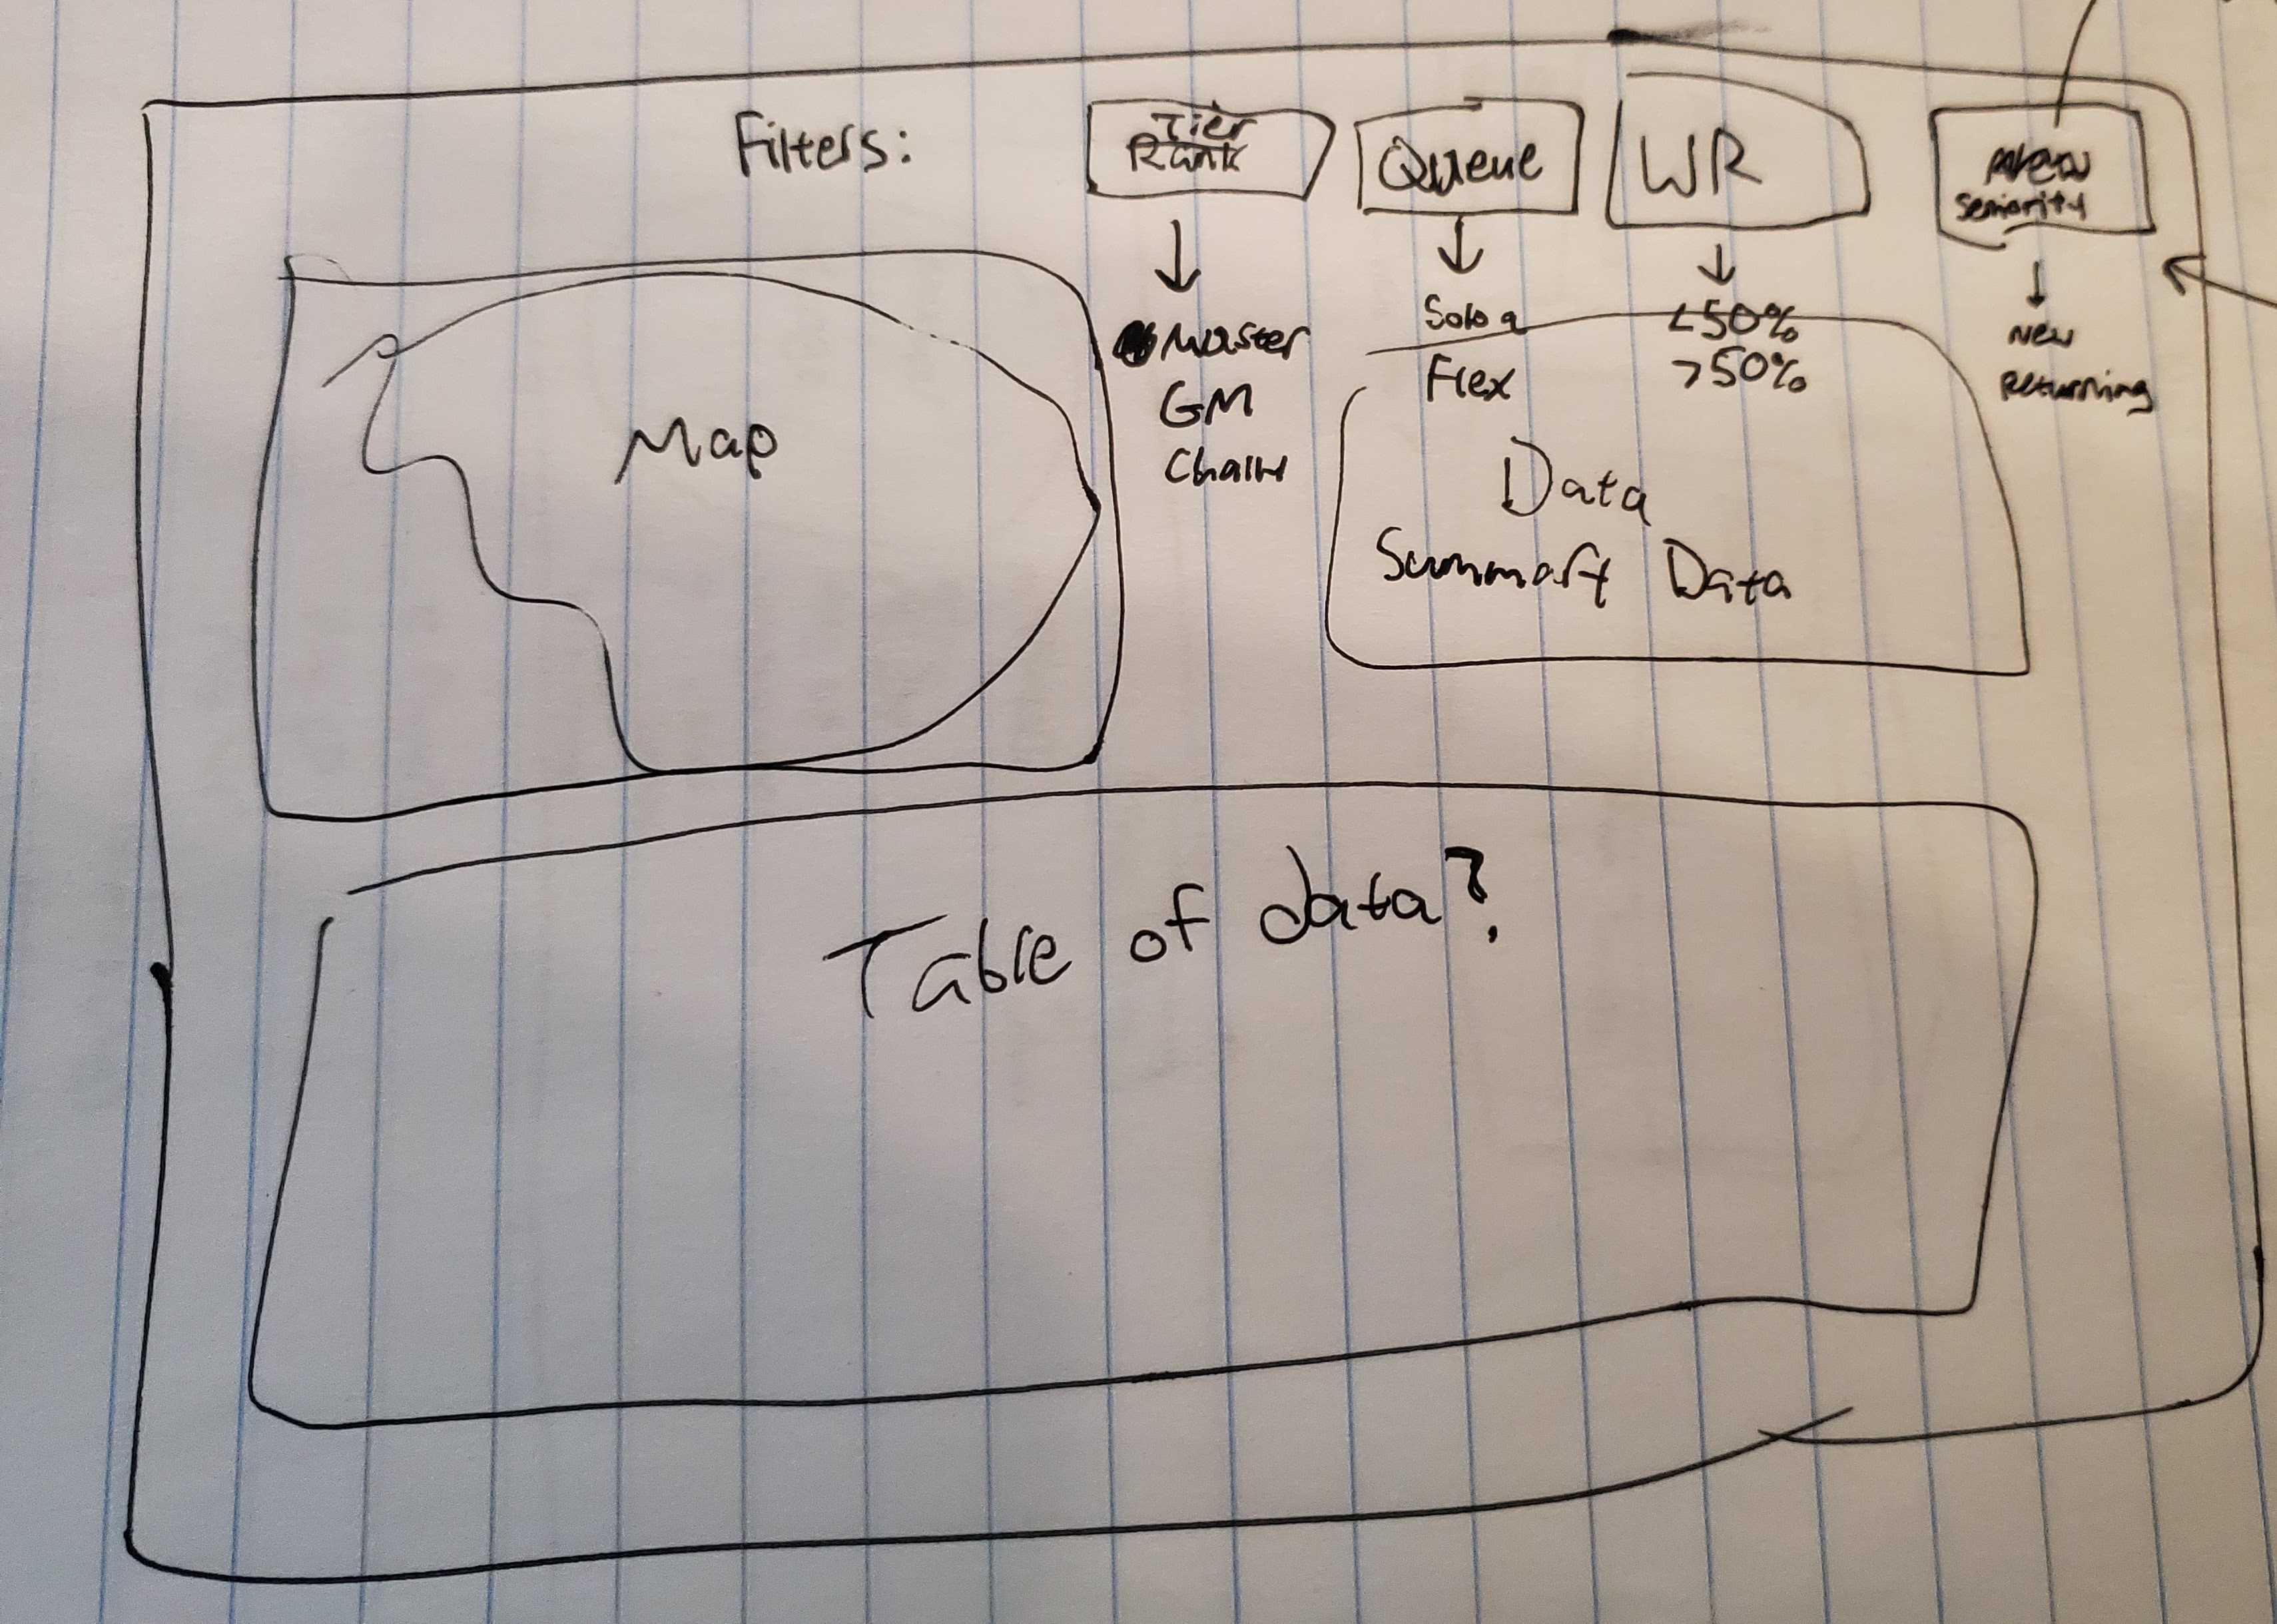 Filters:
Tier
Rank
Queue
WR
New
Seniority
Master
GM
Chall
Solo q
Flex
<50%
>50%
New
Returning
Map
Data
Summary Data
Table of data?